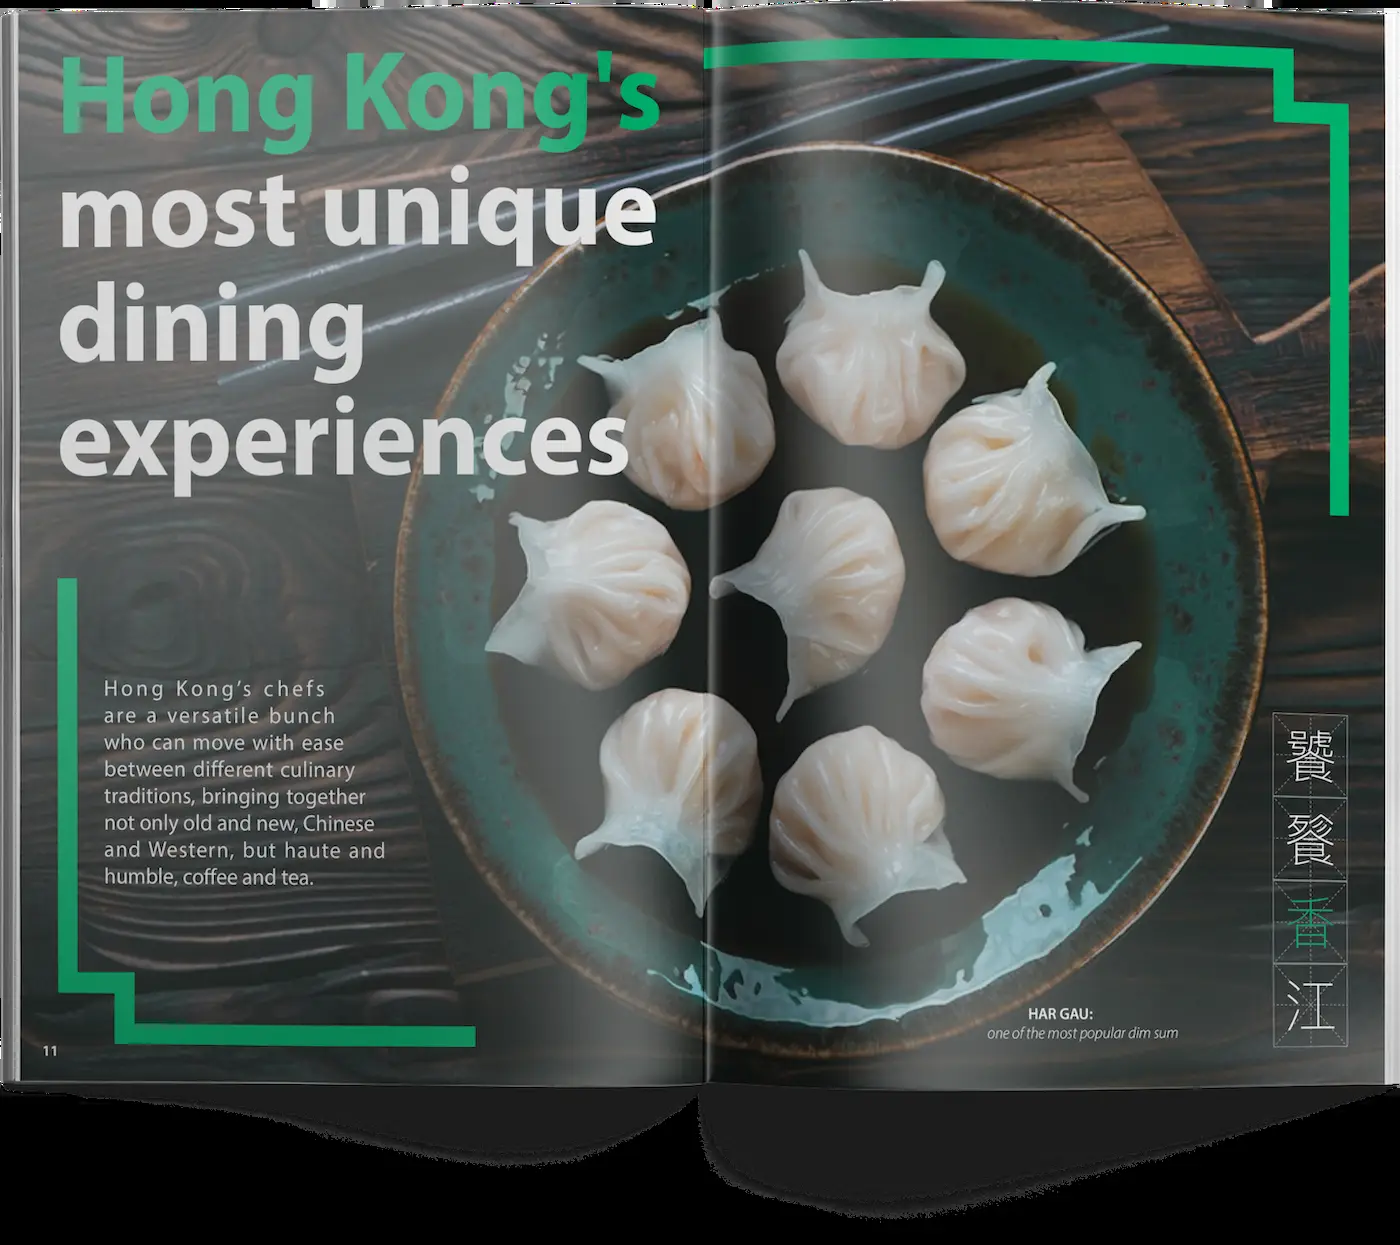 Hong Kong's
most unique
dining
experiences
Hong Kong’s chefs
are a versatile bunch
who can move with ease
between different culinary
traditions, bringing together
not only old and new, Chinese
and Western, but haute and
humble, coffee and tea.
11
HAR GAU:
one of the most popular dim sum
饕
餮
香
江